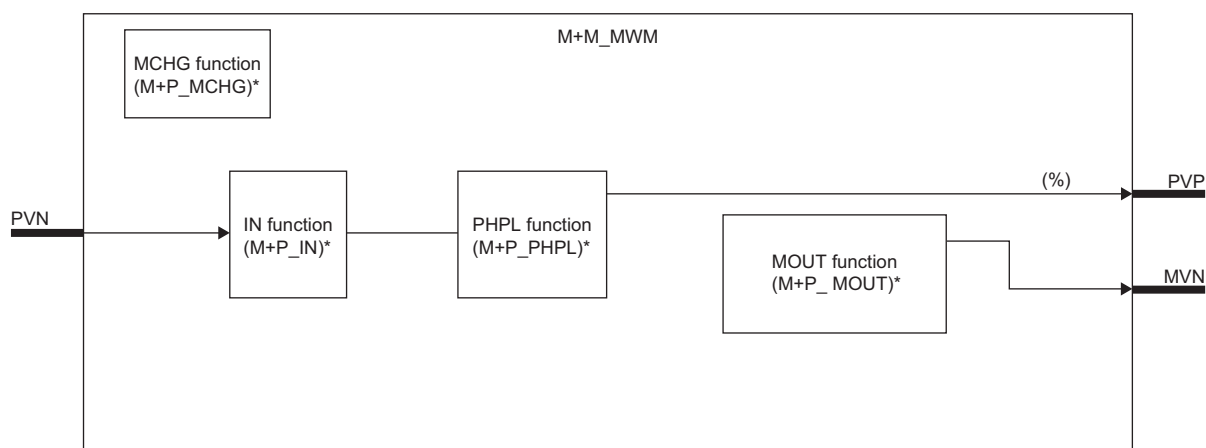 M+M_MWM
MCHG function
(M+P_MCHG)*
PVN
IN function
(M+P_IN)*
PHPL function
(M+P_PHPL)*
(%)
PVP
MOUT function
(M+P_ MOUT)*
MVN